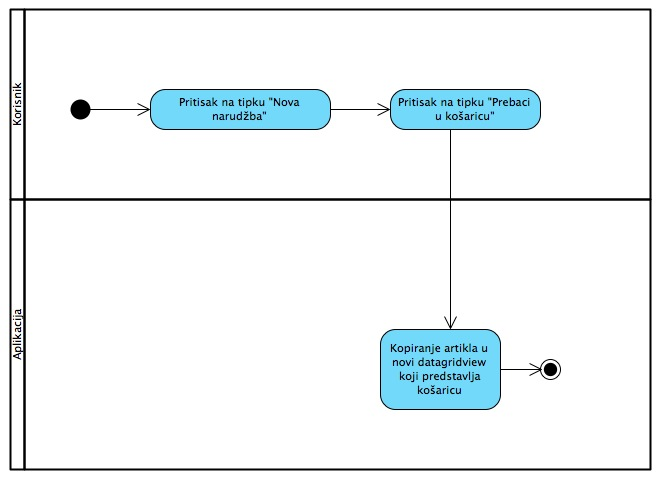 Korisnik
Pritisak na tipku "Nova
narudžba"
Pritisak na tipku "Prebaci
u košaricu"
Aplikacija
Kopiranje artikla u
novi datagridview
koji predstavlja
košaricu